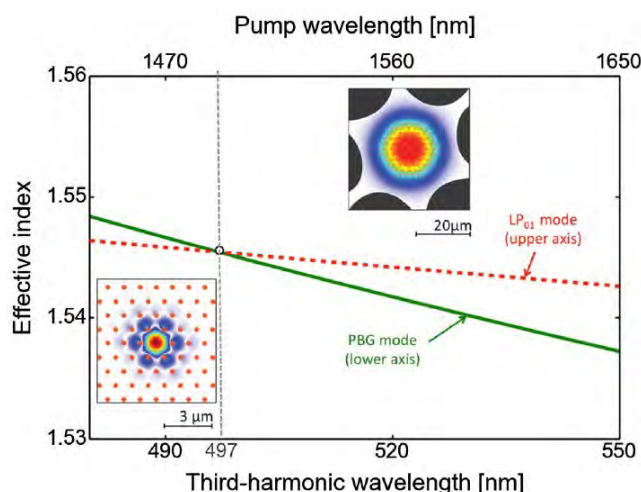 Pump wavelength [nm]
1470 1560 1650
1.56
1.55
1.54
1.53
Effective index
20μm
LP01 mode
(upper axis)
PBG mode
(lower axis)
3 μm
490 497 520 550
Third-harmonic wavelength [nm]